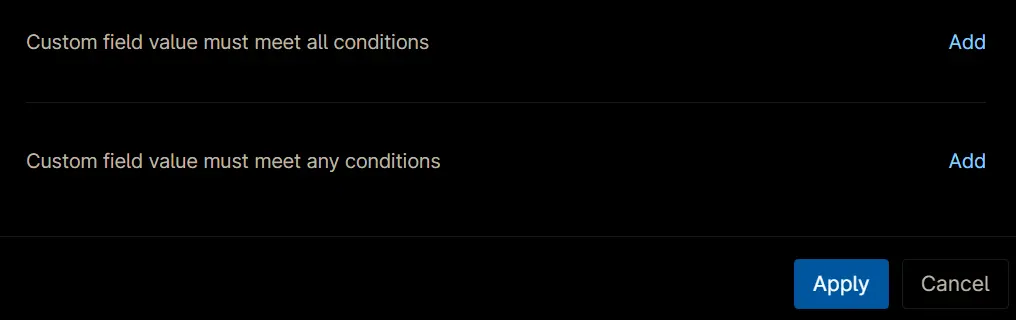 Custom field value must meet all conditions Add
Custom field value must meet any conditions Add
Apply Cancel